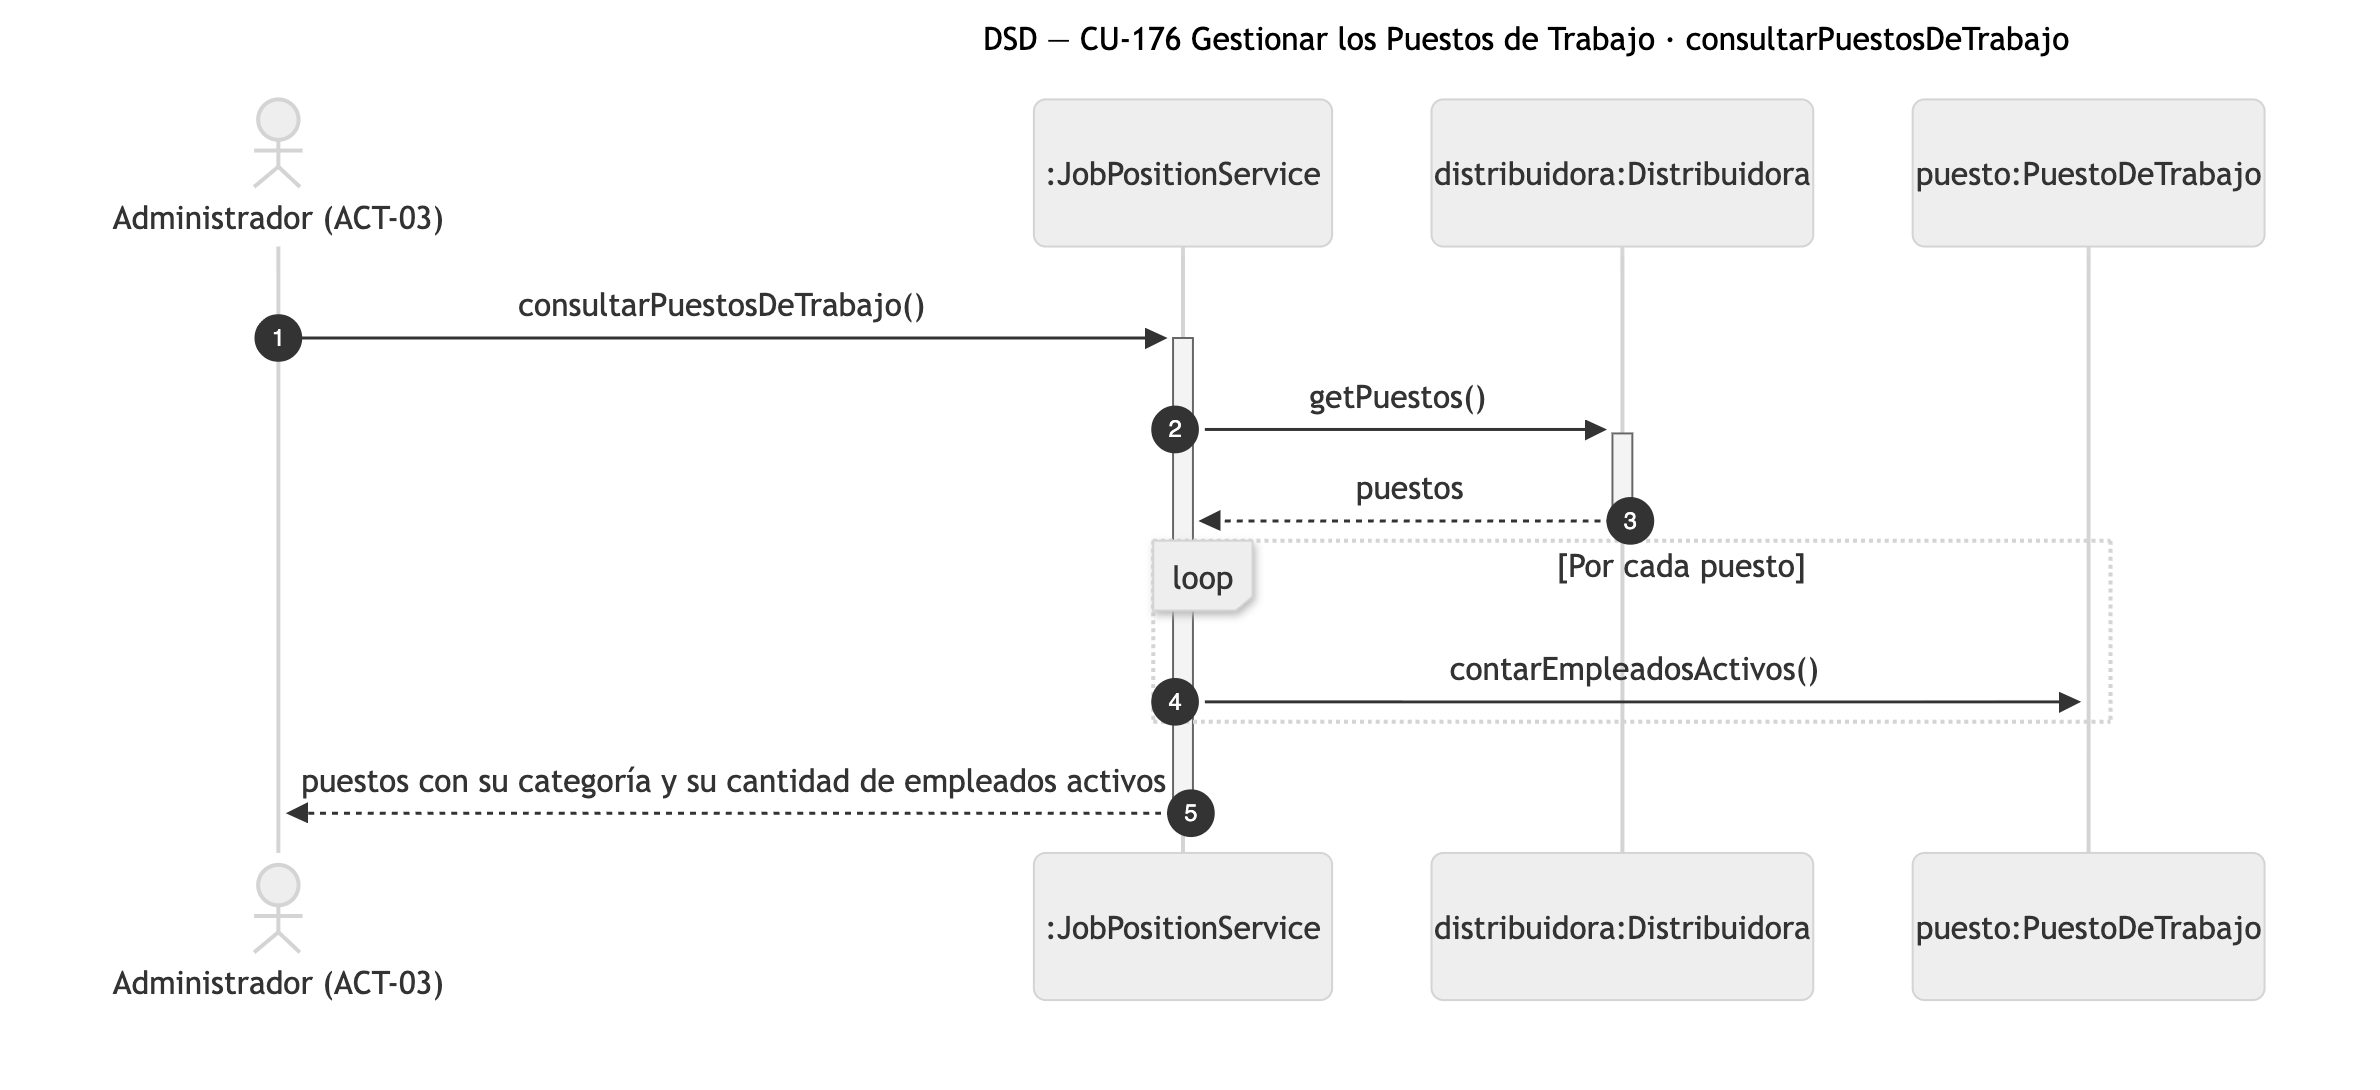 DSD — CU-176 Gestionar los Puestos de Trabajo · consultarPuestosDeTrabajo
Administrador (ACT-03)
:JobPositionService
distribuidora:Distribuidora
puesto:PuestoDeTrabajo
consultarPuestosDeTrabajo()
1
getPuestos()
2
puestos
3
loop
[Por cada puesto]
contarEmpleadosActivos()
4
puestos con su categoría y su cantidad de empleados activos
5
Administrador (ACT-03)
:JobPositionService
distribuidora:Distribuidora
puesto:PuestoDeTrabajo